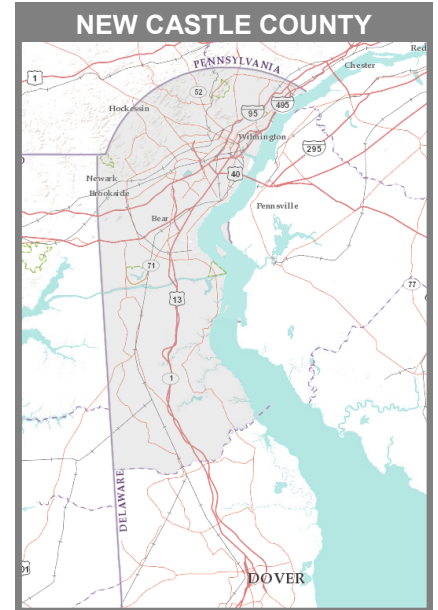 NEW CASTLE COUNTY
Red
1
PENNSYLVANIA
Chester
52
495
Hockessin
95
Wilmington
295
40
Newark
Brookside
Pennsville
Bear
71
77
13
1
DELAWARE
DOVER